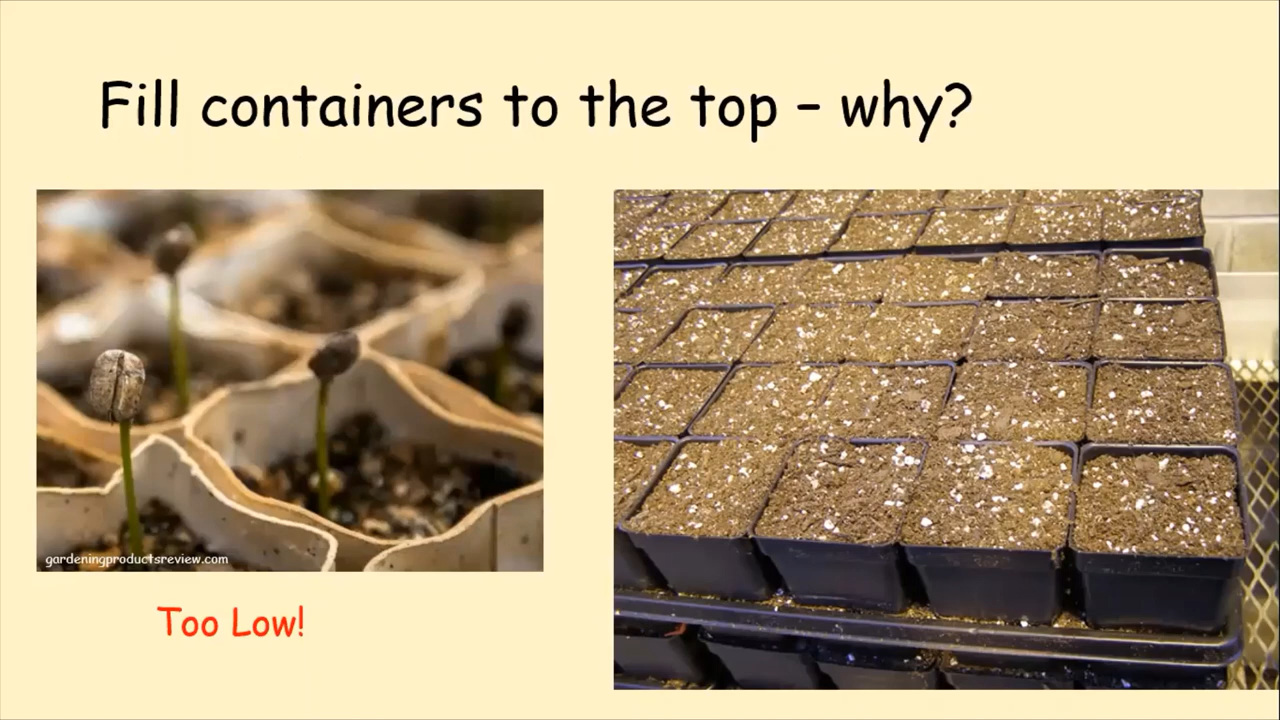 Fill containers to the top – why?
gardeningproductsreview.com
Too Low!